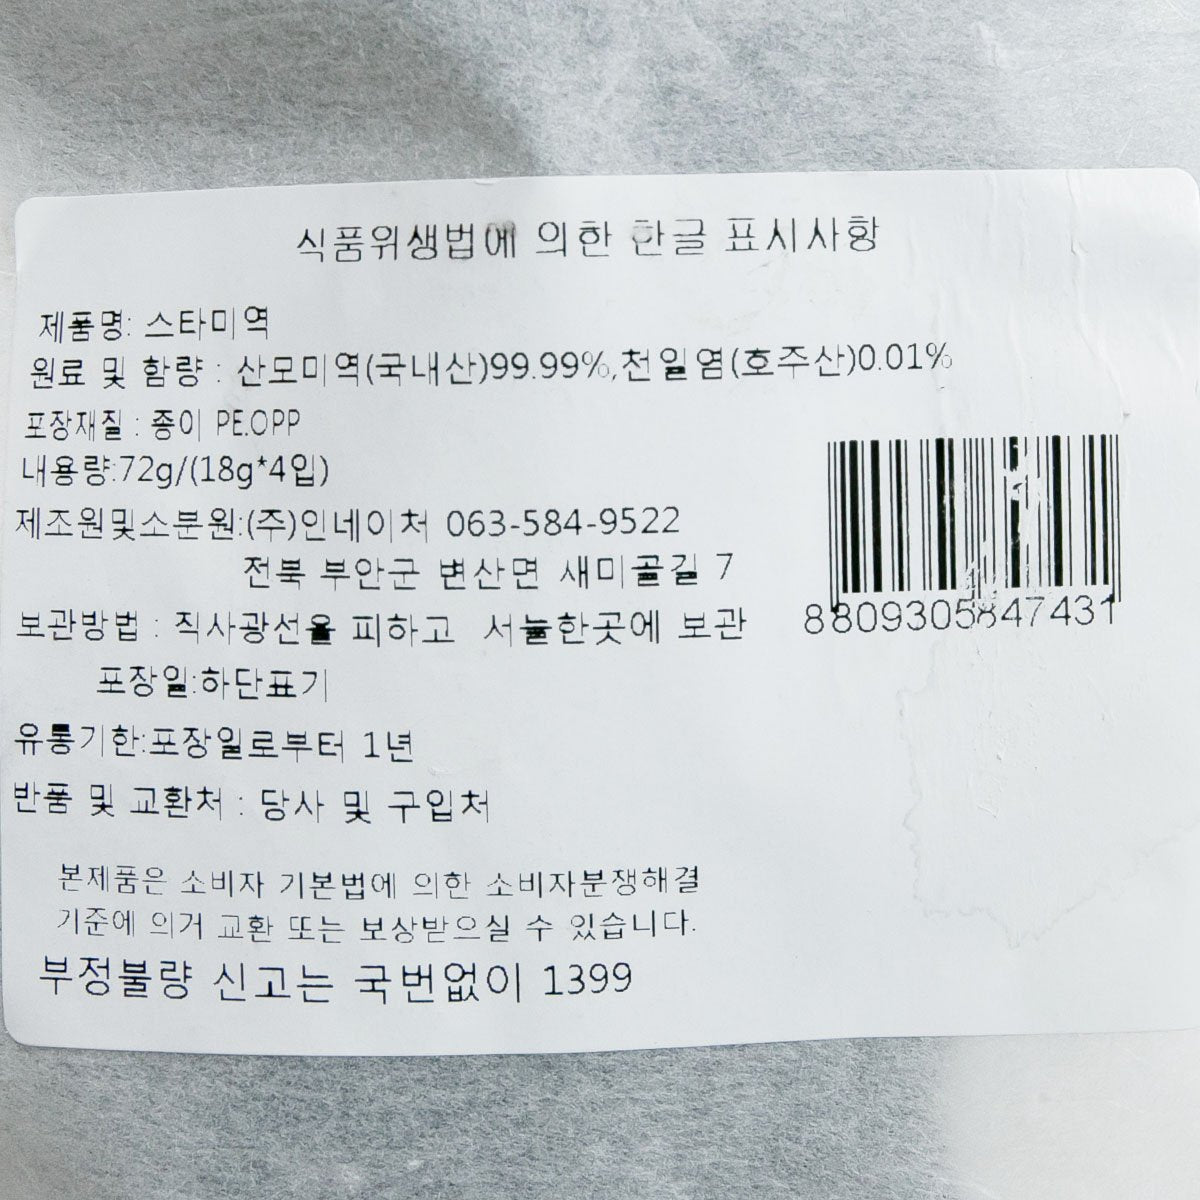 식품위생법에 의한 한글 표시사항
제품명: 스타미역
원료 및 함량 : 산모미역(국내산)99.99%,천일염(호주산)0.01%
포장재질 : 종이 PE.OPP
내용량:72g/(18g*4입)
제조원및소분원:(주)인네이처 063-584-9522
전북 부안군 변산면 새미골길 7
보관방법 : 직사광선을 피하고 서늘한곳에 보관
8809305847431
포장일:하단표기
유통기한:포장일로부터 1년
반품 및 교환처 : 당사 및 구입처
본제품은 소비자 기본법에 의한 소비자분쟁해결
기준에 의거 교환 또는 보상받으실 수 있습니다.
부정불량 신고는 국번없이 1399